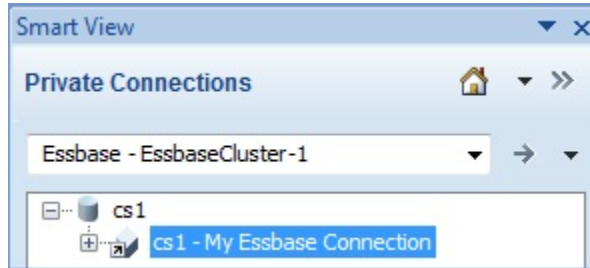 Smart View
Private Connections
Essbase - EssbaseCluster-1
cs1
cs1 - My Essbase Connection